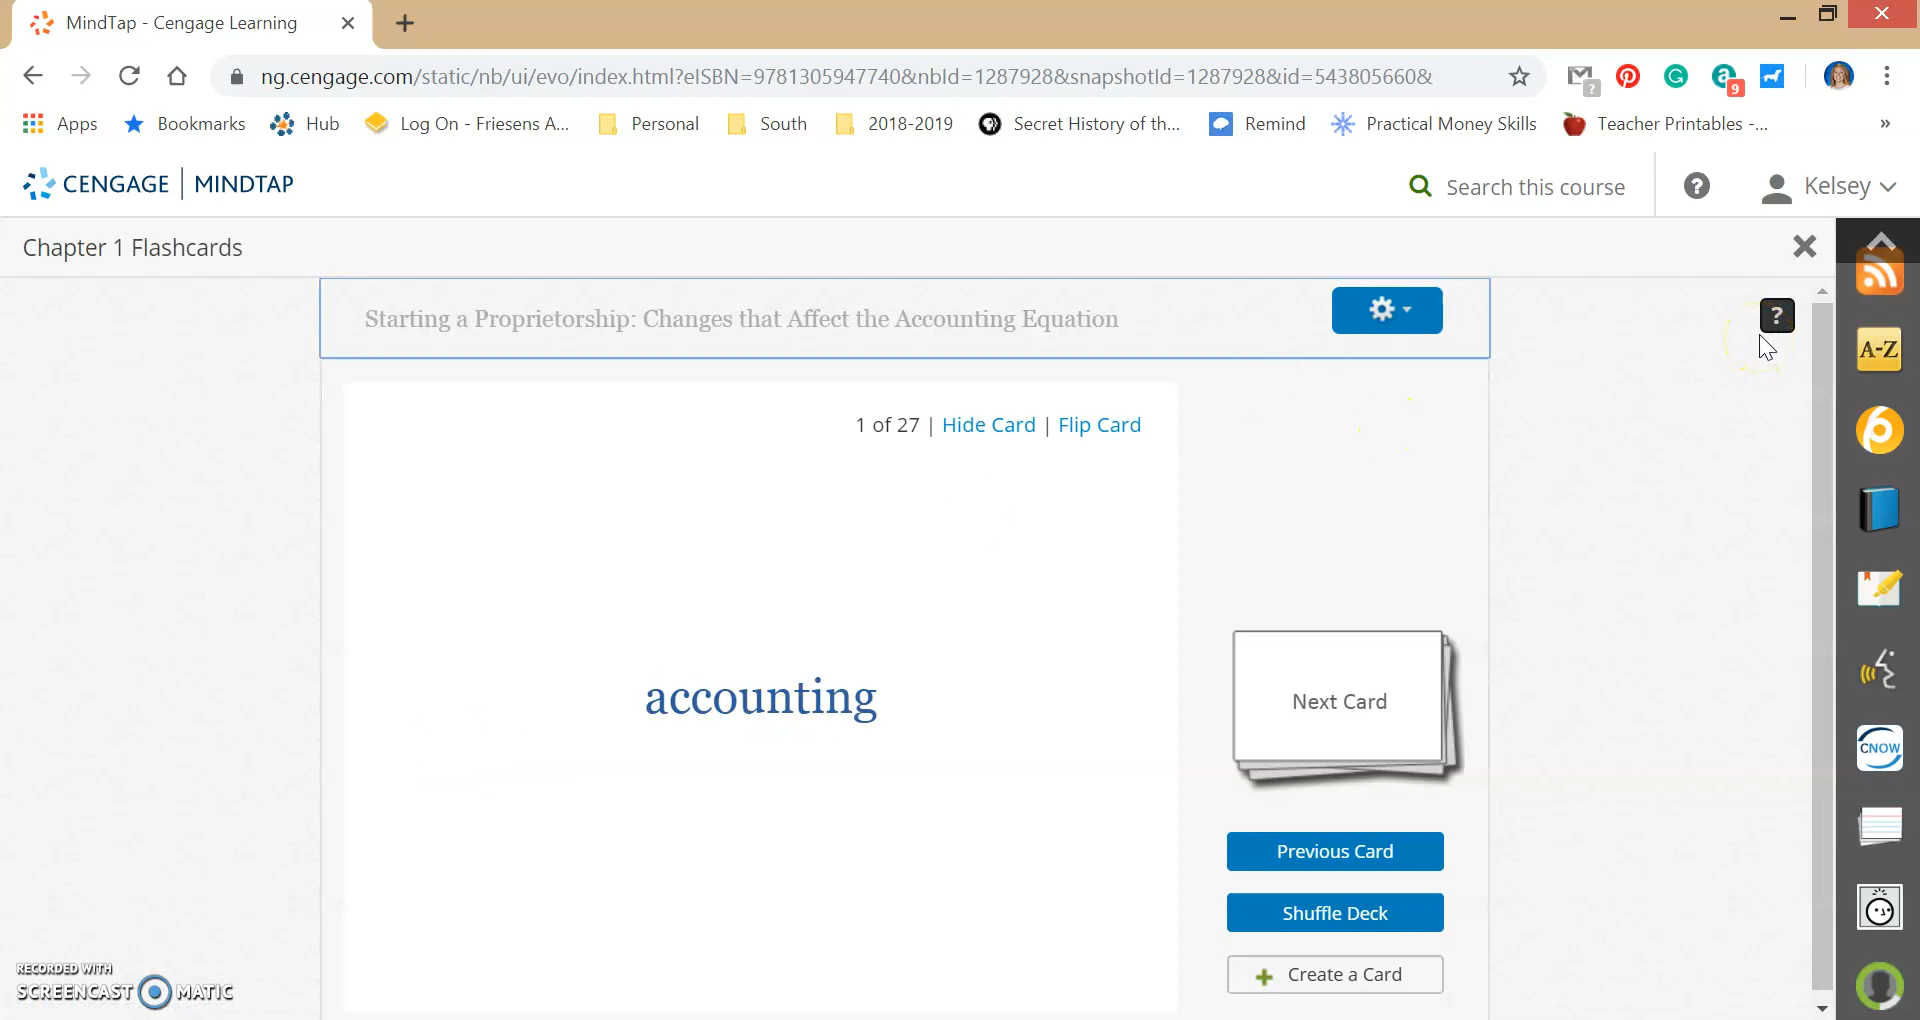 MindTap - Cengage Learning
ng.cengage.com/static/nb/ui/evo/index.html?eISBN=9781305947740&nbId=1287928&snapshotId=1287928&id=543805660&
?
9
Apps
Bookmarks
Hub
Log On - Friesens A...
Personal
South
2018-2019
Secret History of th...
Remind
Practical Money Skills
Teacher Printables -...
»
CENGAGE | MINDTAP
Search this course
?
Kelsey
Chapter 1 Flashcards
Starting a Proprietorship: Changes that Affect the Accounting Equation
?
A-Z
1 of 27 | Hide Card | Flip Card
accounting
Next Card
CNOW
Previous Card
Shuffle Deck
Create a Card
RECORDED WITH
SCREENCAST MATIC